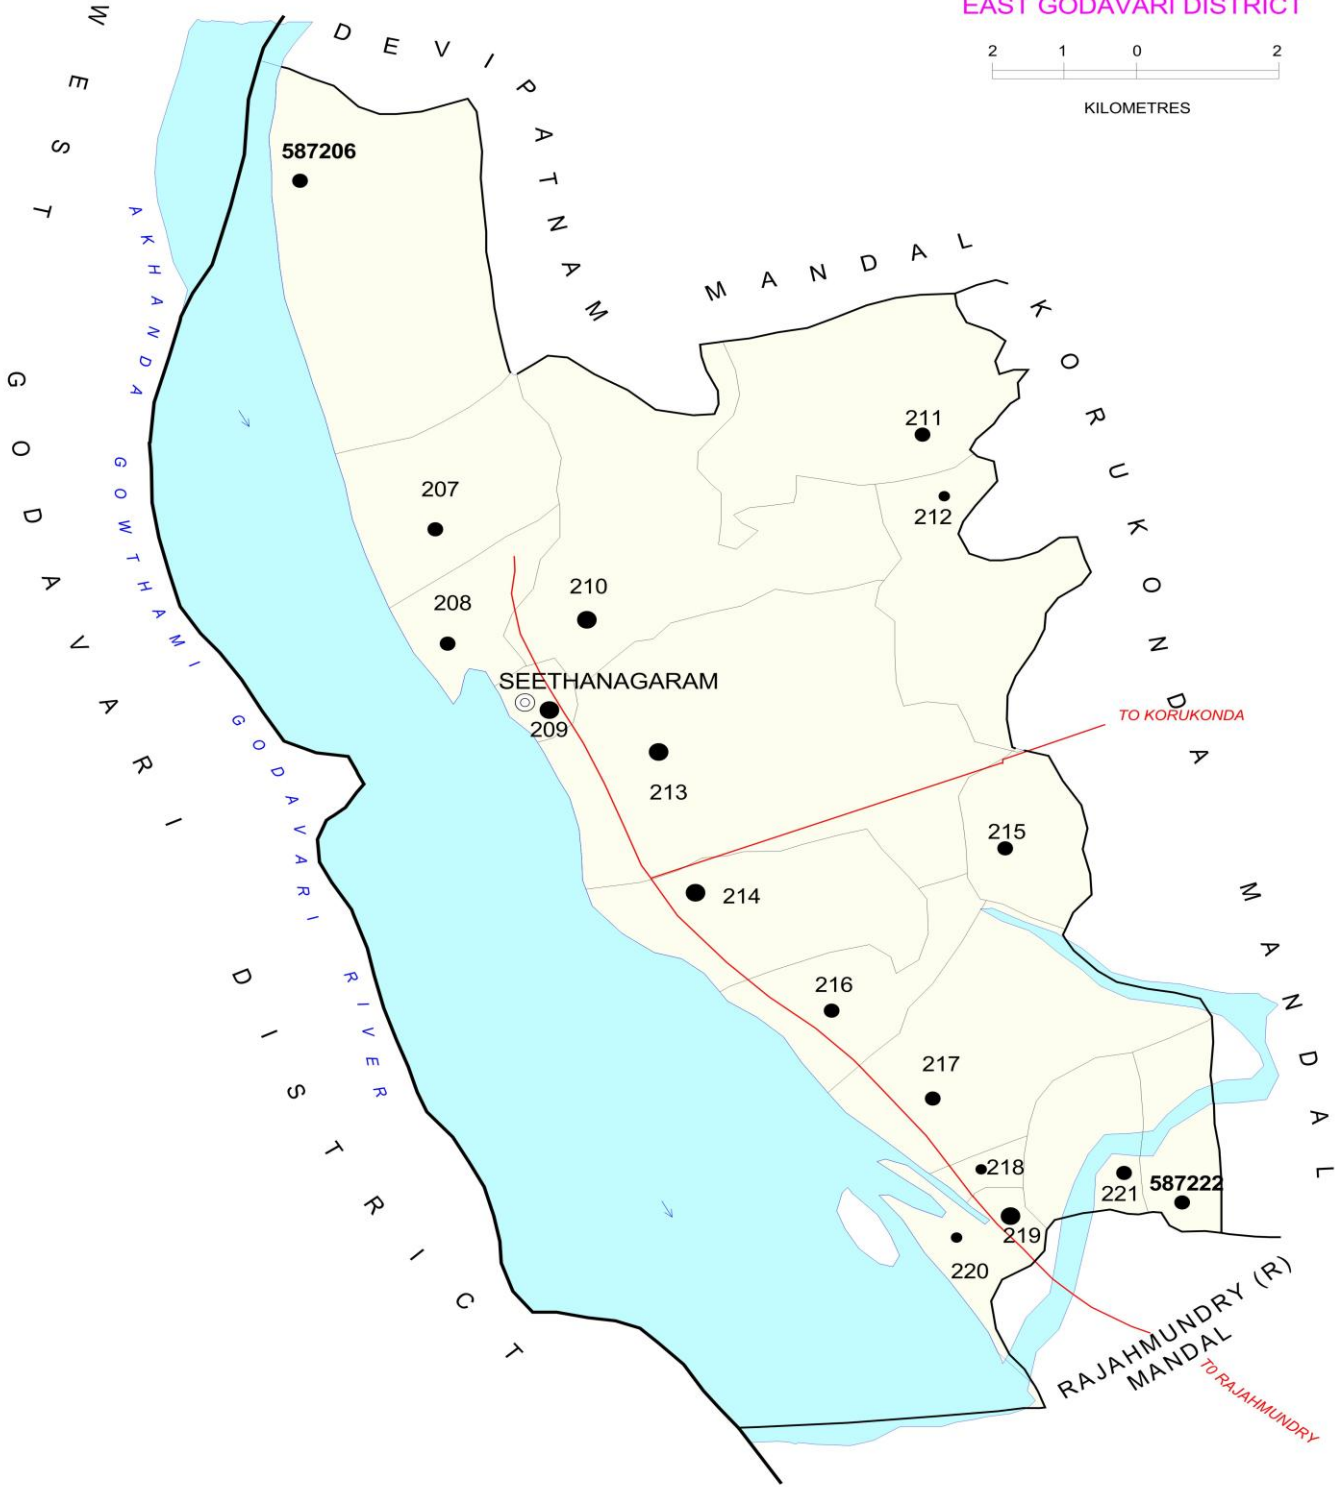 EAST GODAVARI DISTRICT
2 1 0 2
KILOMETRES
DEVIPATNAM MANDAL
WEST GODAVARI DISTRICT
AKHANDA GOWTHAMI GODAVARI RIVER
KORUKONDA MANDAL
587206
211
207
212
210
208
SEETHANAGARAM
209
TO KORUKONDA
213
215
214
216
217
218
221
587222
219
220
RAJAHMUNDRY (R)
MANDAL
TO RAJAHMUNDRY